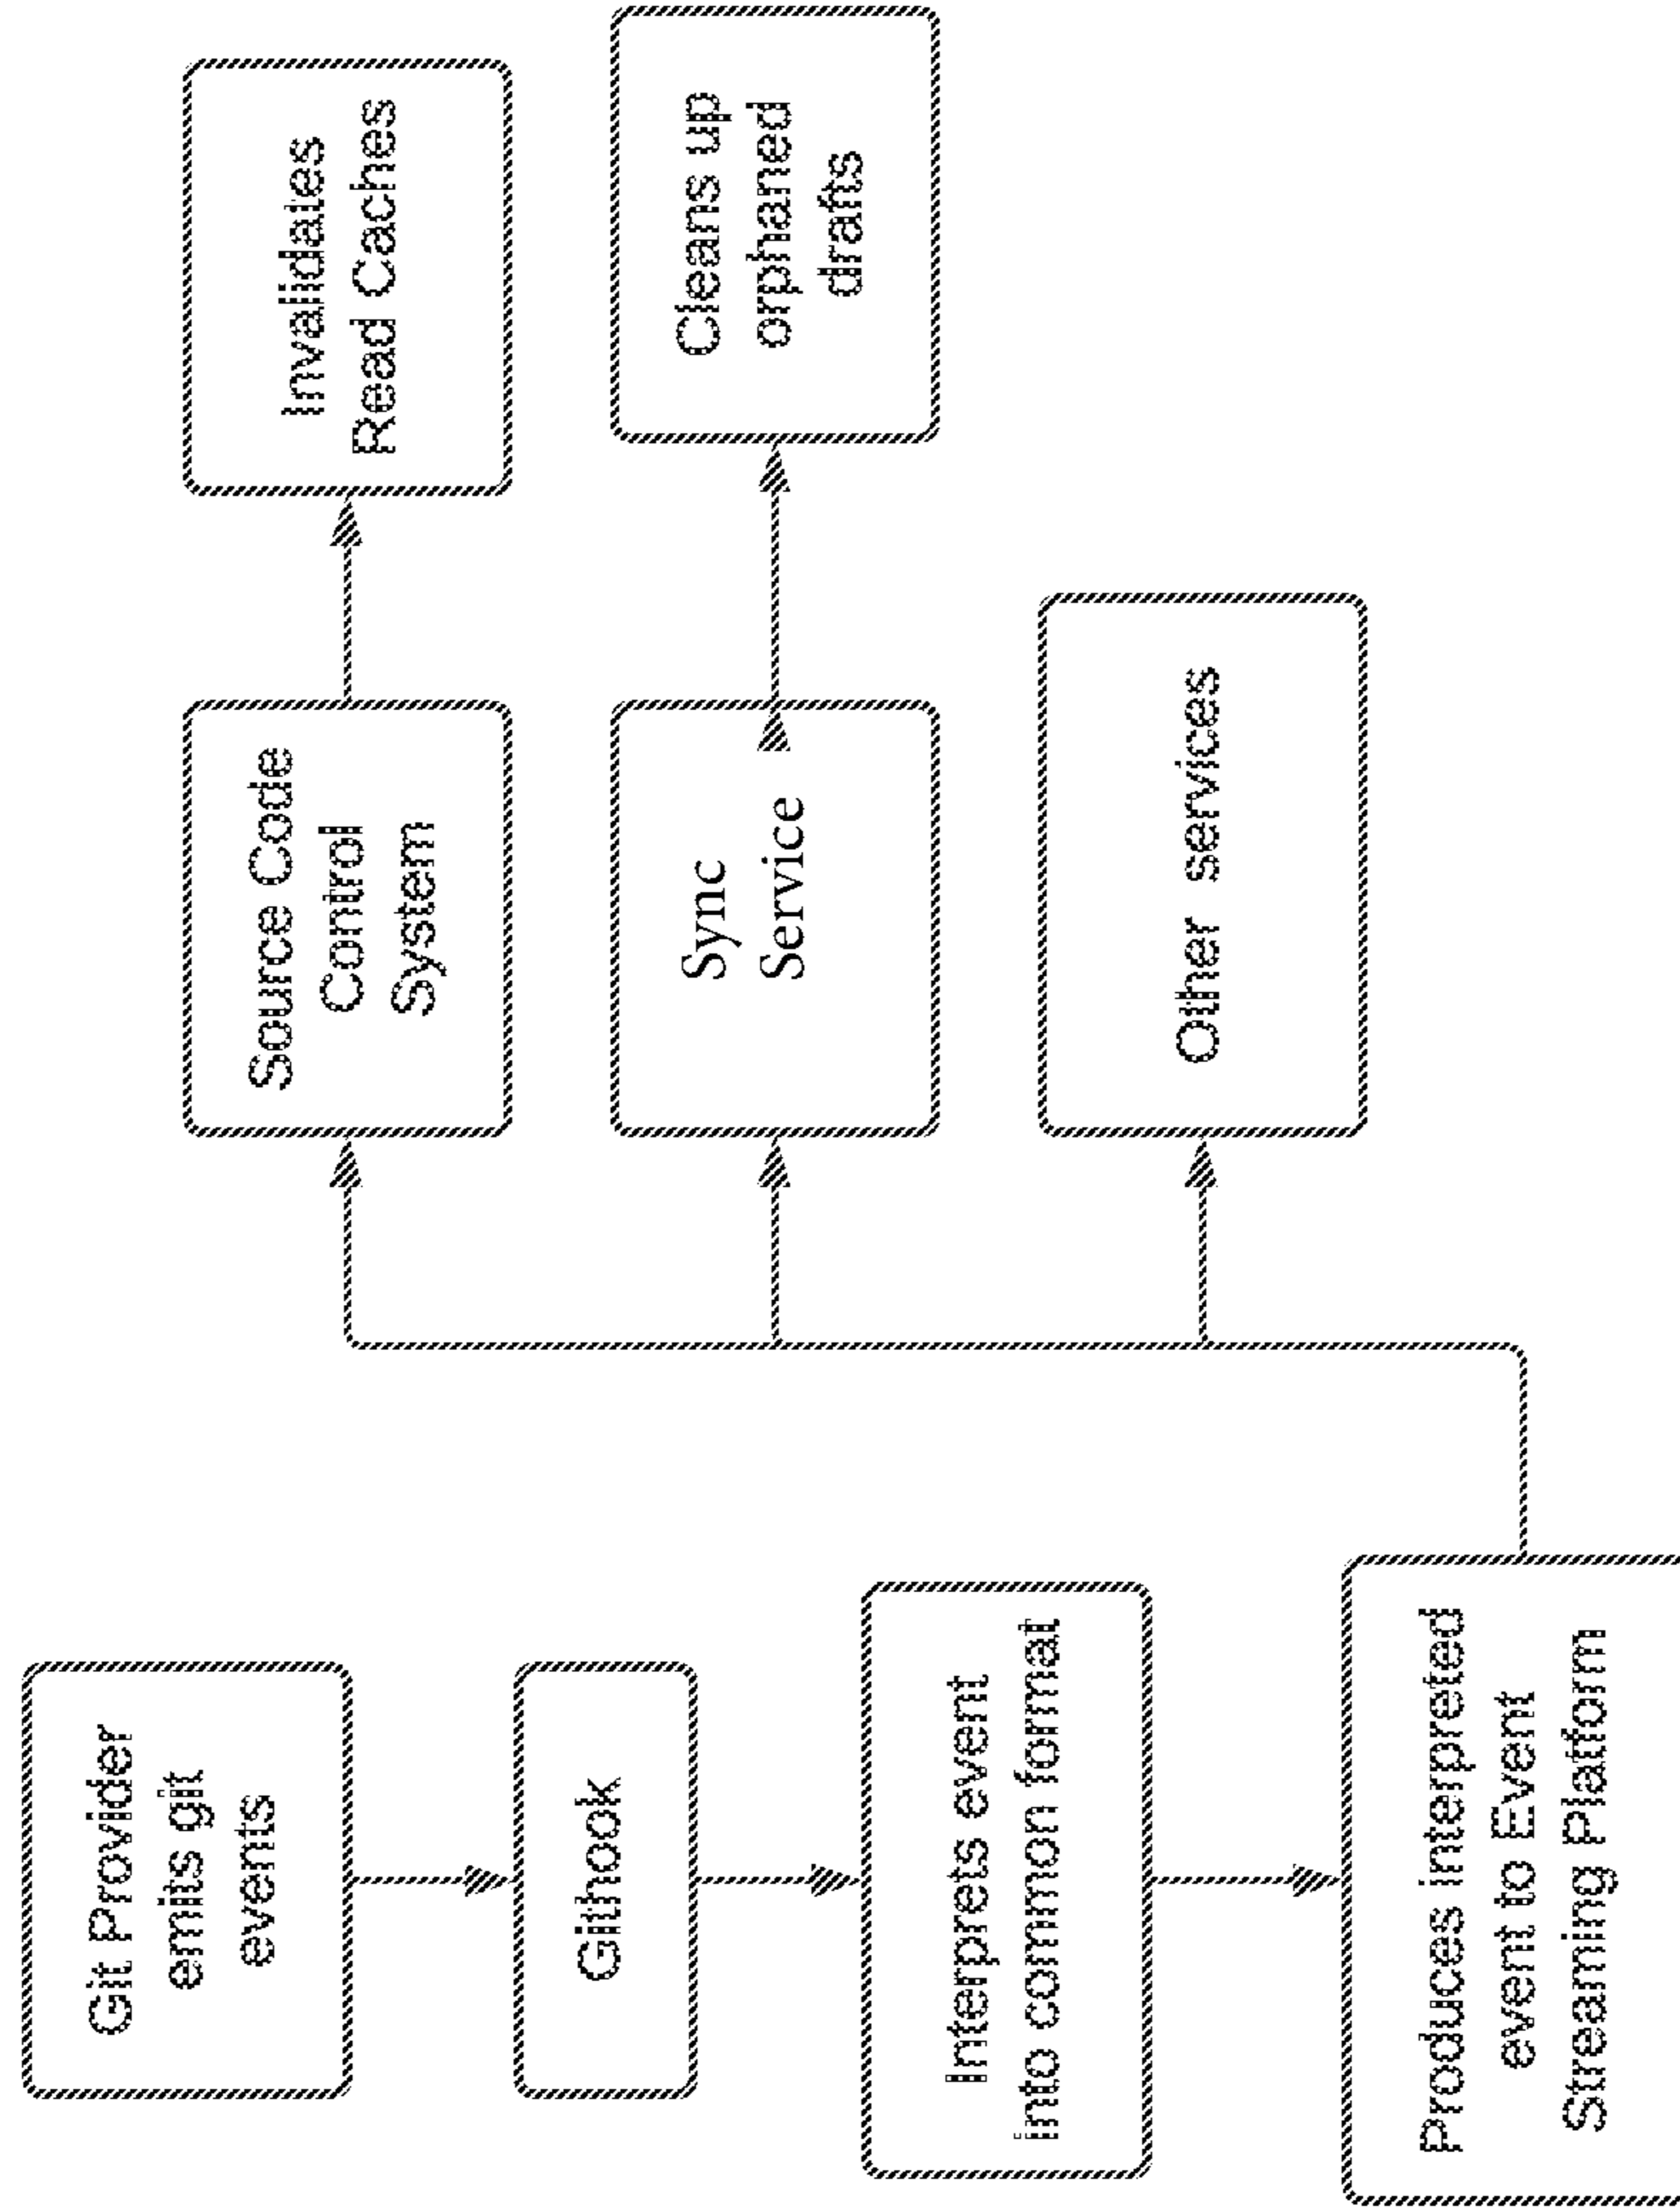 Git Provider
emits git
events
Githook
Interprets event
into common format
Produces interpreted
event to Event
Streaming Platform
Source Code
Control
System
Invalidates
Read Caches
Sync
Service
Cleans up
orphaned
drafts
Other services